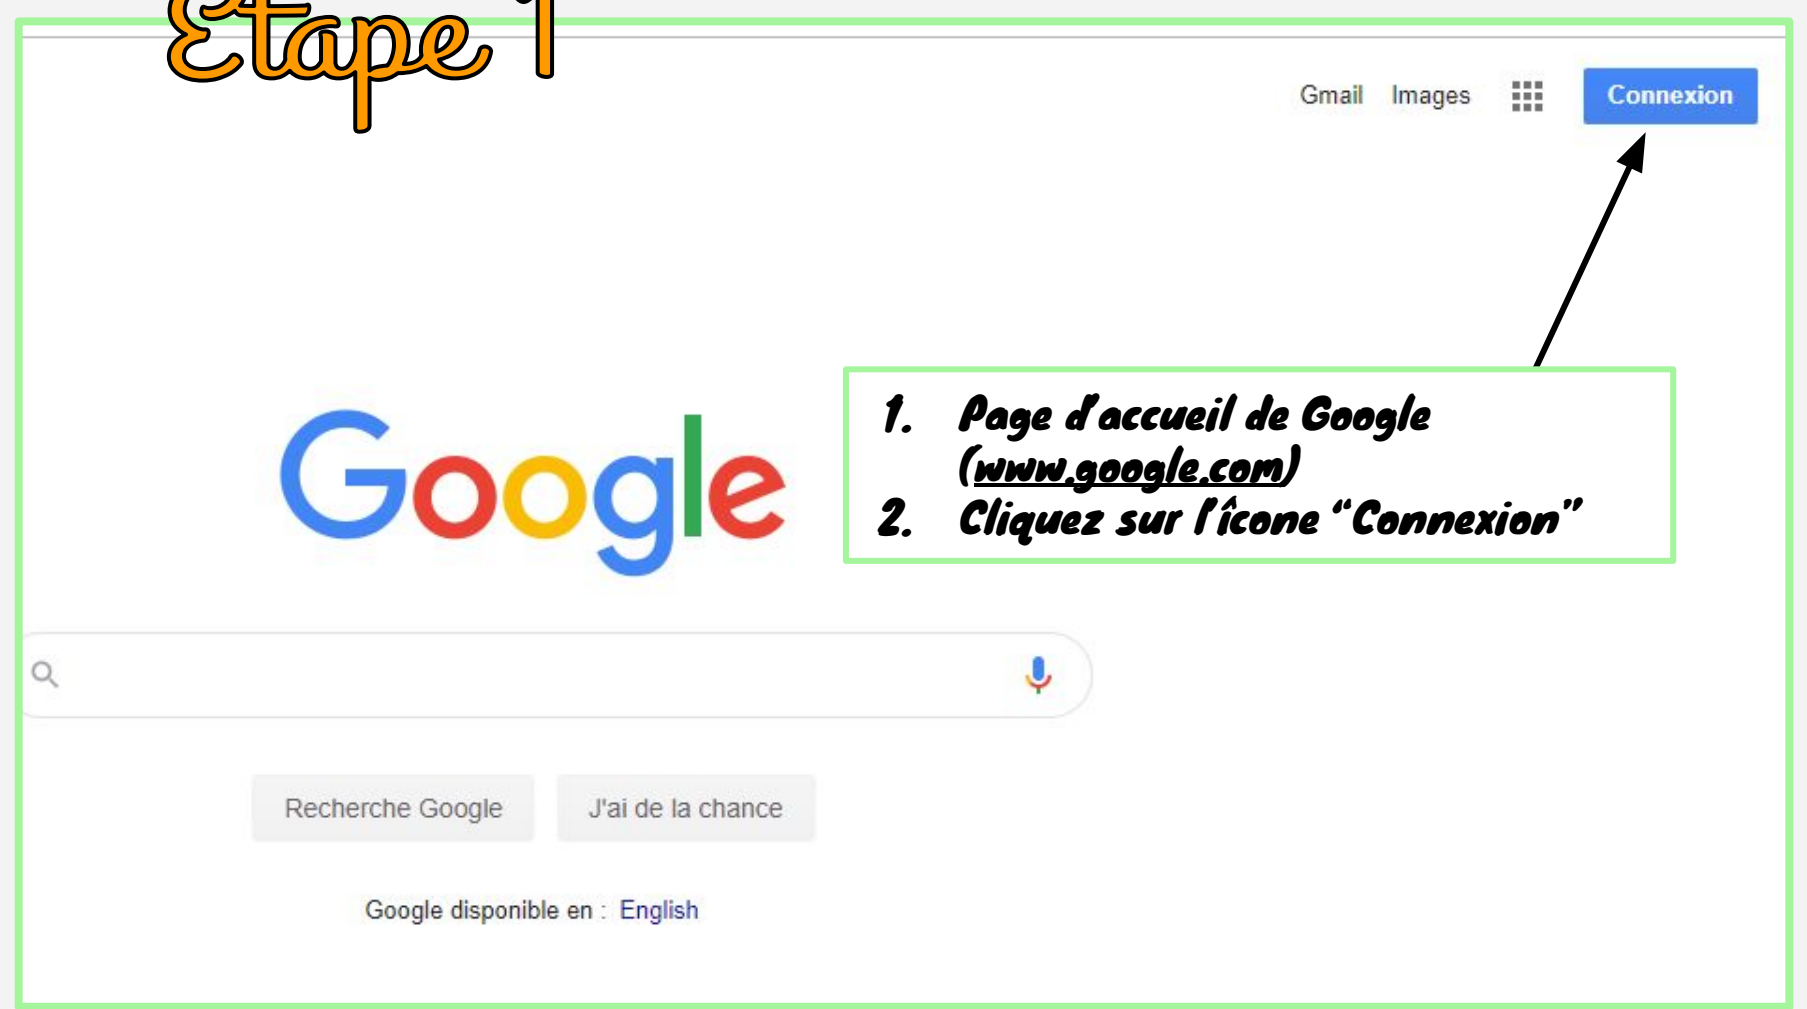 Etape 1
Gmail Images Connexion
Google
1. Page d'accueil de Google
(www.google.com)
2. Cliquez sur l'îcone “Connexion”
Recherche Google J'ai de la chance
Google disponible en : English